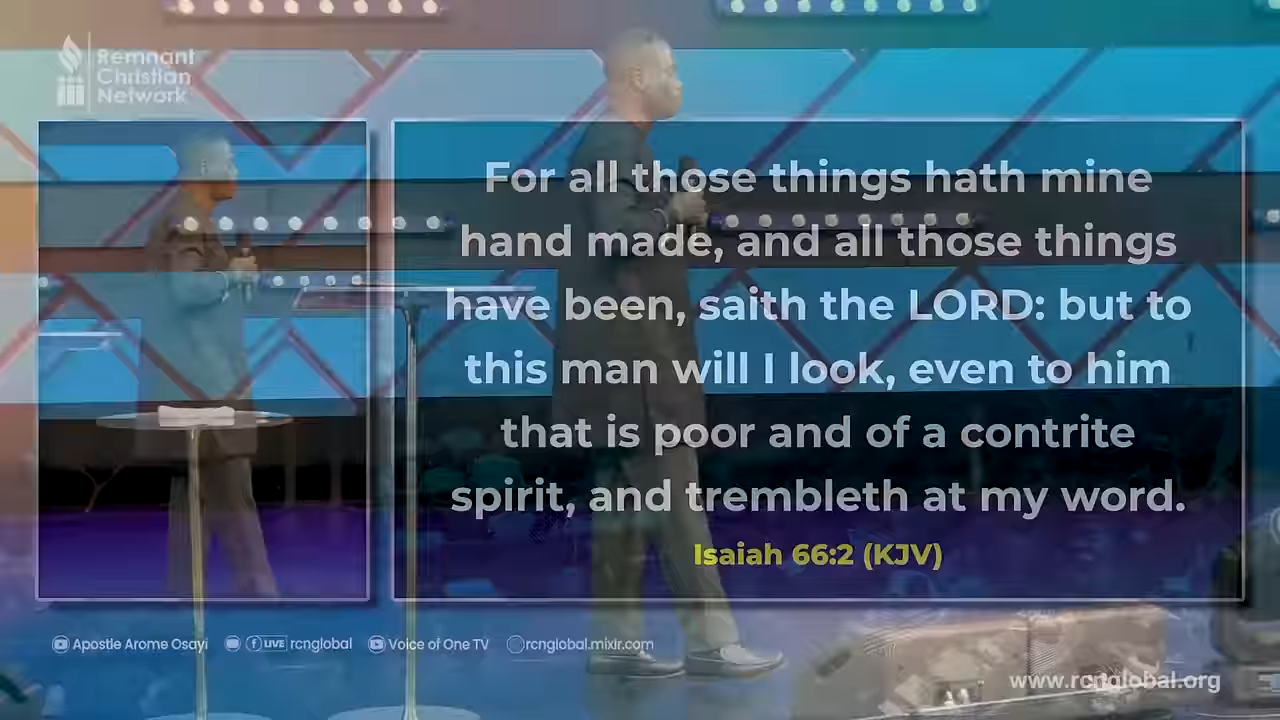 Remnant
Christian
Network
For all those things hath mine
hand made, and all those things
have been, saith the LORD: but to
this man will I look, even to him
that is poor and of a contrite
spirit, and trembleth at my word.
Isaiah 66:2 (KJV)
Apostle Arome Osayi f LIVE rcnglobal Voice of One TV rcnglobal.mixlr.com
www.rcnglobal.org